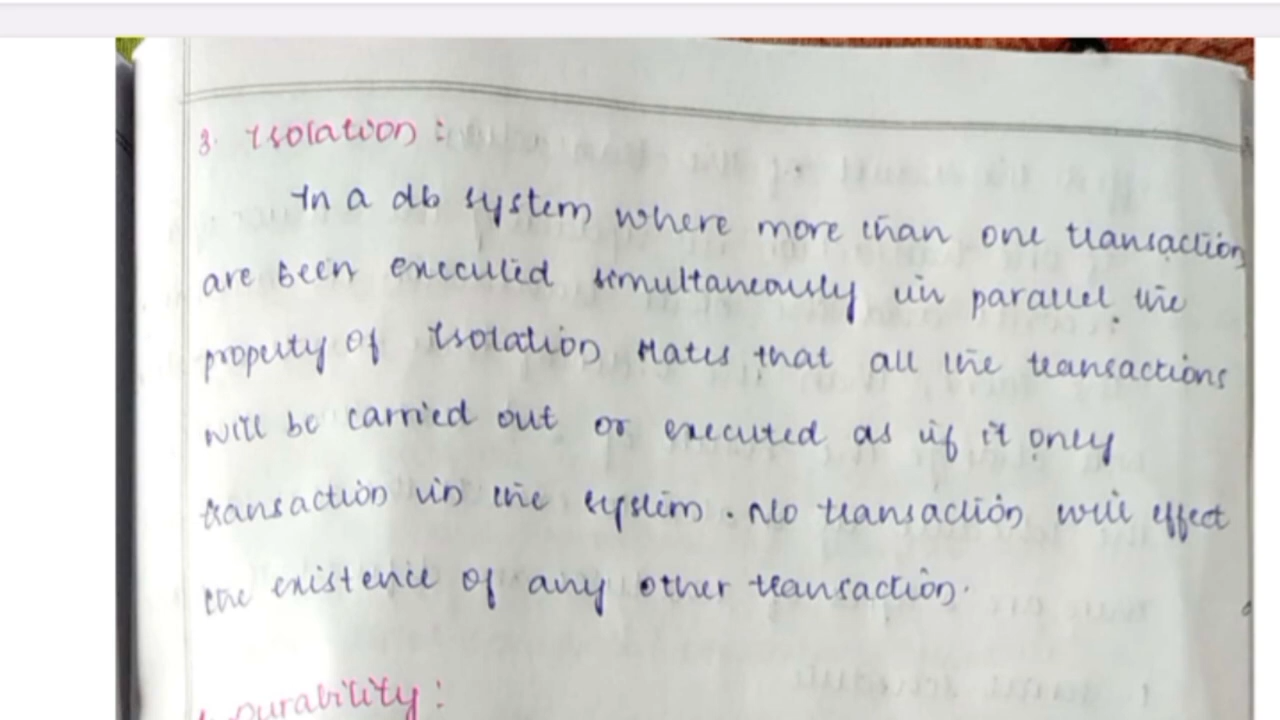 3. Isolation :
In a db system where more than one transaction
are been executed simultaneously in parallel. the
property of Isolation states that all the transactions
will be carried out or executed as if it only
transaction in the system. No transaction will effect
the existence of any other transaction.
Durability :